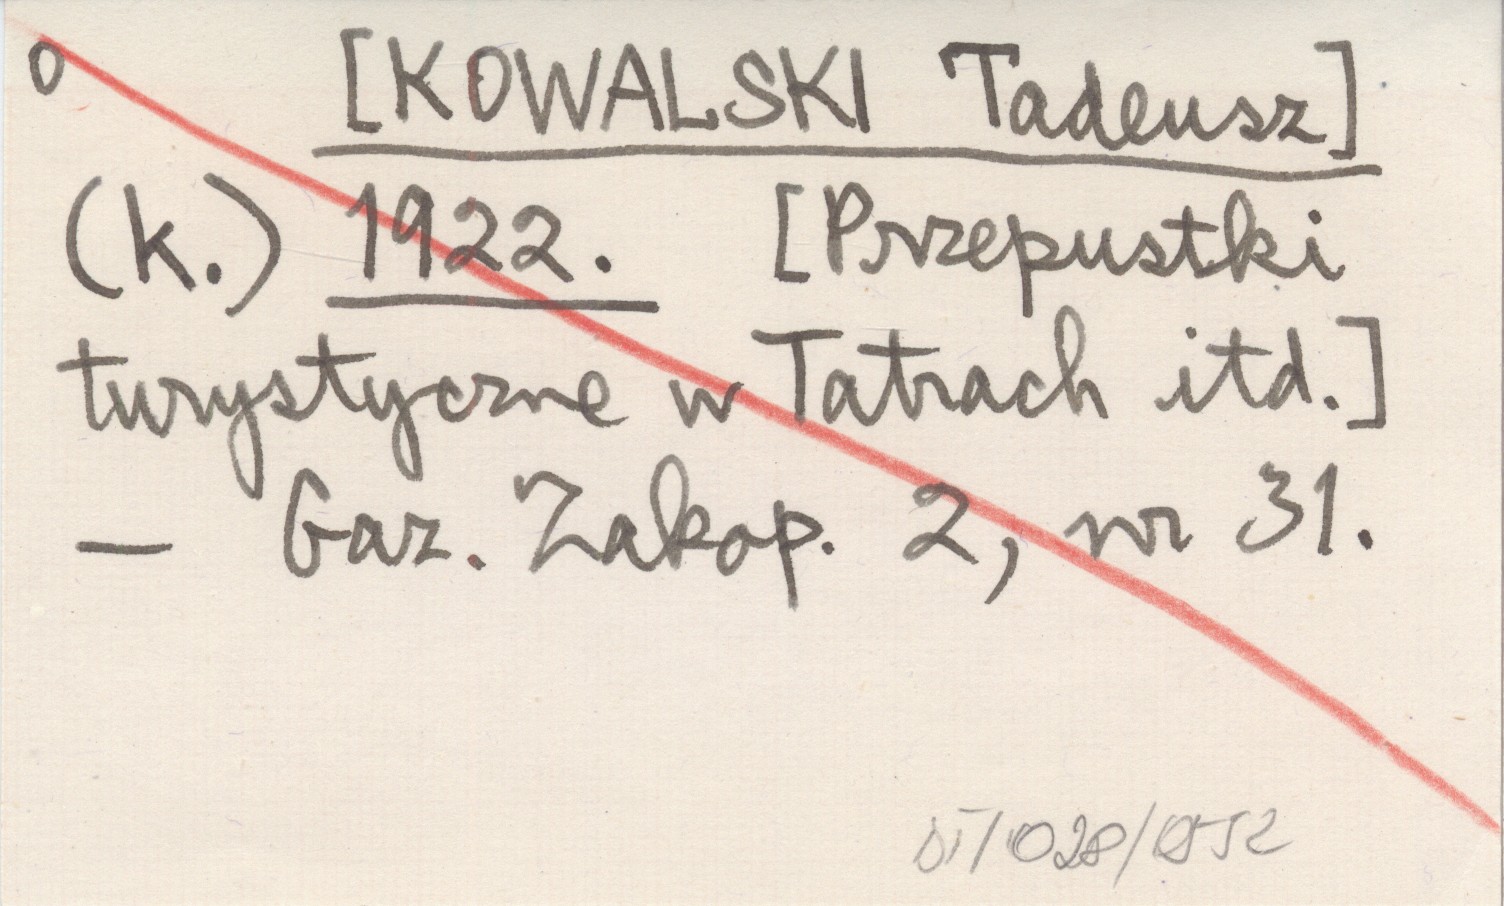 o [KOWALSKI Tadeusz]
(k.) 1922. [Przepustki
turystyczne w Tatrach itd.]
— Gaz. Zakop. 2, nr 31.